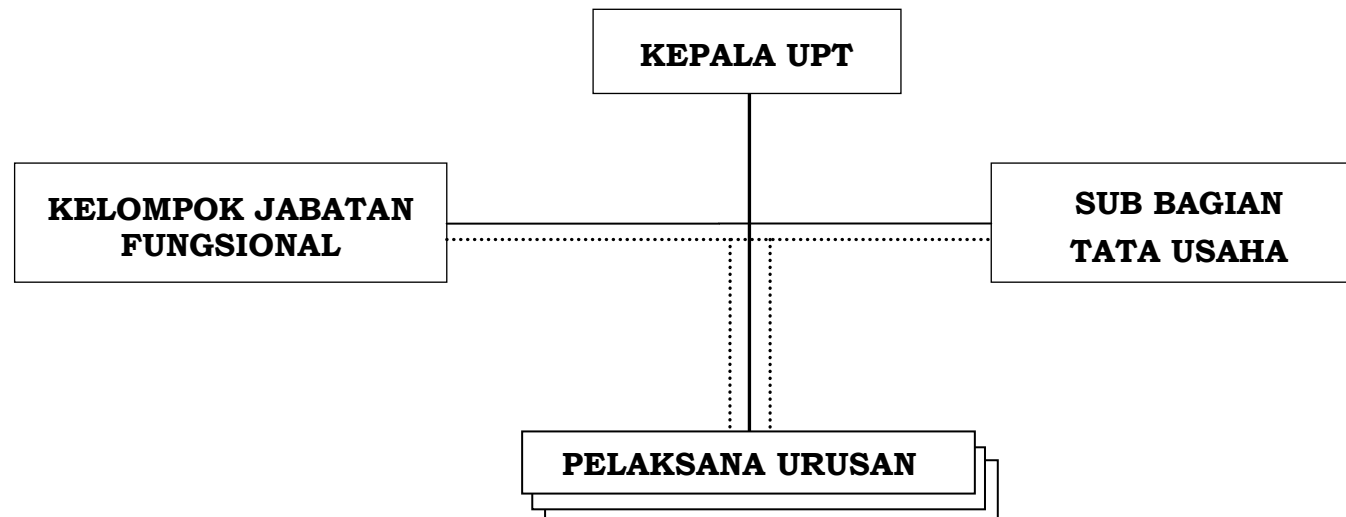 KEPALA UPT
KELOMPOK JABATAN
FUNGSIONAL
SUB BAGIAN
TATA USAHA
PELAKSANA URUSAN